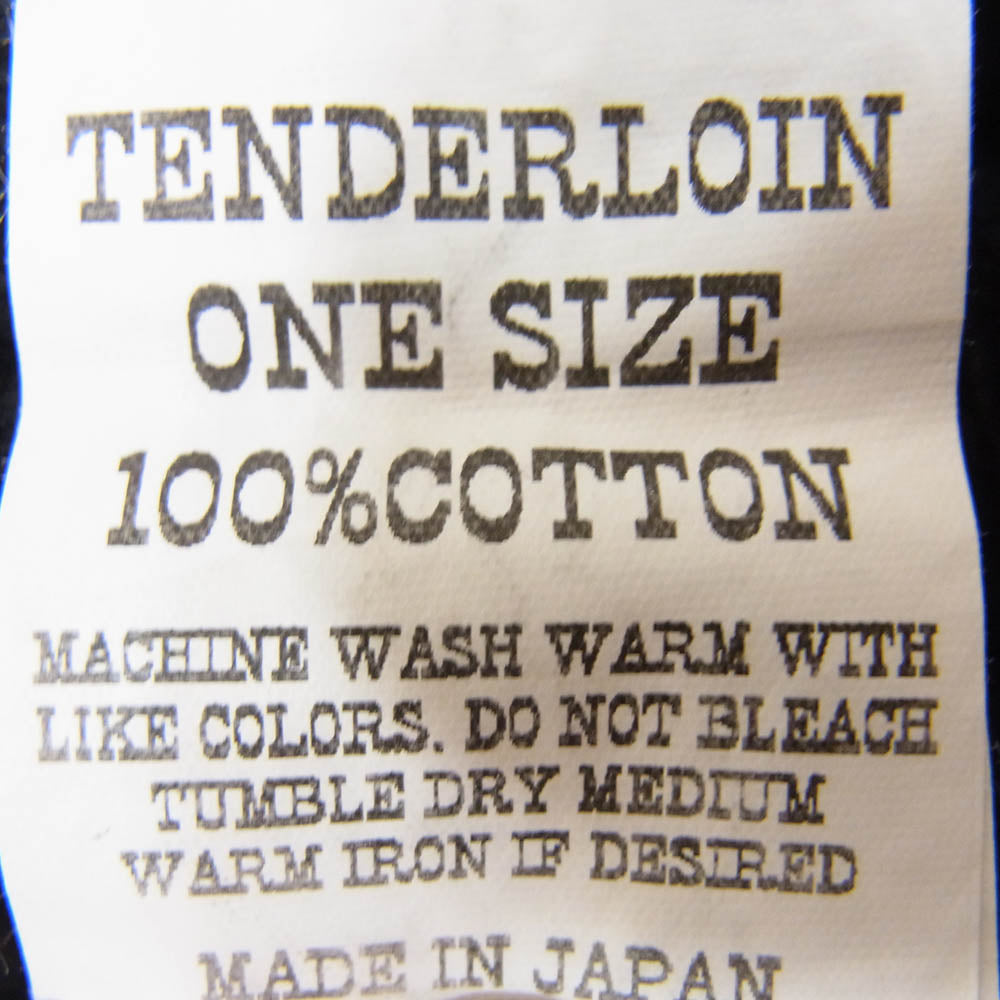 TENDERLOIN
ONE SIZE
100%COTTON
MACHINE WASH WARM WITH
LIKE COLORS. DO NOT BLEACH
TUMBLE DRY MEDIUM
WARM IRON IF DESIRED
MADE IN JAPAN